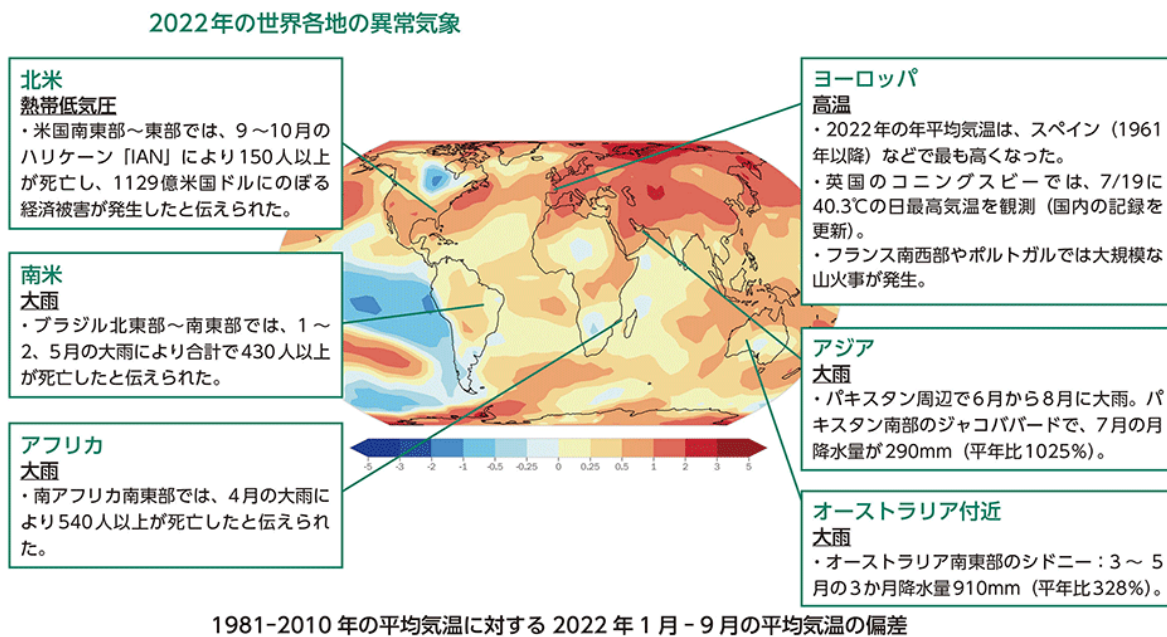 2022年の世界各地の異常気象
北米
熱帯低気圧
・米国南東部～東部では、9～10月の
ハリケーン「IAN」により150人以上
が死亡し、1129億米国ドルにのぼる
経済被害が発生したと伝えられた。
南米
大雨
・ブラジル北東部～南東部では、1～
2、5月の大雨により合計で430人以上
が死亡したと伝えられた。
アフリカ
大雨
・南アフリカ南東部では、4月の大雨に
より540人以上が死亡したと伝えられ
た。
ヨーロッパ
高温
・2022年の年平均気温は、スペイン（1961
年以降）などで最も高くなった。
・英国のコニングスビーでは、7/19に
40.3℃の日最高気温を観測（国内の記録を
更新）。
・フランス南西部やポルトガルでは大規模な
山火事が発生。
アジア
大雨
・パキスタン周辺で6月から8月に大雨。パ
キスタン南部のジャコババードで、7月の月
降水量が290mm（平年比1025%）。
オーストラリア付近
大雨
・オーストラリア南東部のシドニー：3～5
月の3か月降水量910mm（平年比328%）。
-5 -3 -2 -1 -0.5 -0.25 0 0.25 0.5 1 2 3 5
1981-2010年の平均気温に対する2022年1月-9月の平均気温の偏差